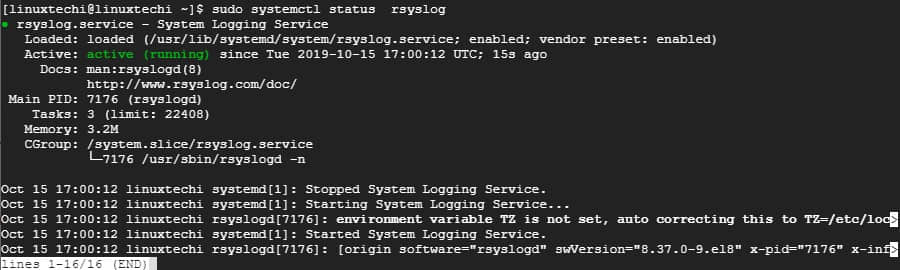 [linuxtechi@linuxtechi ~]$ sudo systemctl status  rsyslog
● rsyslog.service - System Logging Service
   Loaded: loaded (/usr/lib/systemd/system/rsyslog.service; enabled; vendor preset: enabled)
   Active: active (running) since Tue 2019-10-15 17:00:12 UTC; 15s ago
     Docs: man:rsyslogd(8)
           http://www.rsyslog.com/doc/
 Main PID: 7176 (rsyslogd)
    Tasks: 3 (limit: 22408)
   Memory: 3.2M
   CGroup: /system.slice/rsyslog.service
           └─7176 /usr/sbin/rsyslogd -n
Oct 15 17:00:12 linuxtechi systemd[1]: Stopped System Logging Service.
Oct 15 17:00:12 linuxtechi systemd[1]: Starting System Logging Service...
Oct 15 17:00:12 linuxtechi rsyslogd[7176]: environment variable TZ is not set, auto correcting this to TZ=/etc/loc>
Oct 15 17:00:12 linuxtechi systemd[1]: Started System Logging Service.
Oct 15 17:00:12 linuxtechi rsyslogd[7176]: [origin software="rsyslogd" swVersion="8.37.0-9.el8" x-pid="7176" x-inf>
lines 1-16/16 (END)